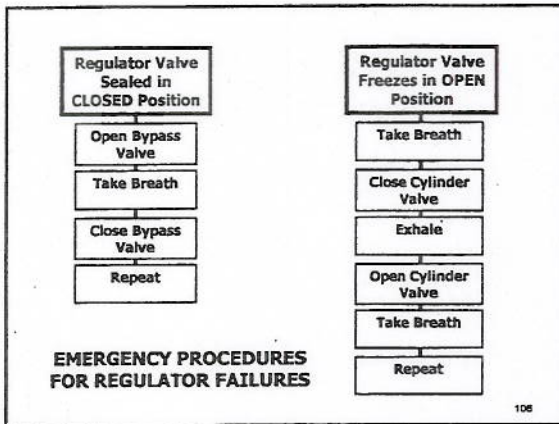 Regulator Valve
Sealed in
CLOSED Position
Open Bypass
Valve
Take Breath
Close Bypass
Valve
Repeat
Regulator Valve
Freezes in OPEN
Position
Take Breath
Close Cylinder
Valve
Exhale
Open Cylinder
Valve
Take Breath
Repeat
EMERGENCY PROCEDURES
FOR REGULATOR FAILURES
106